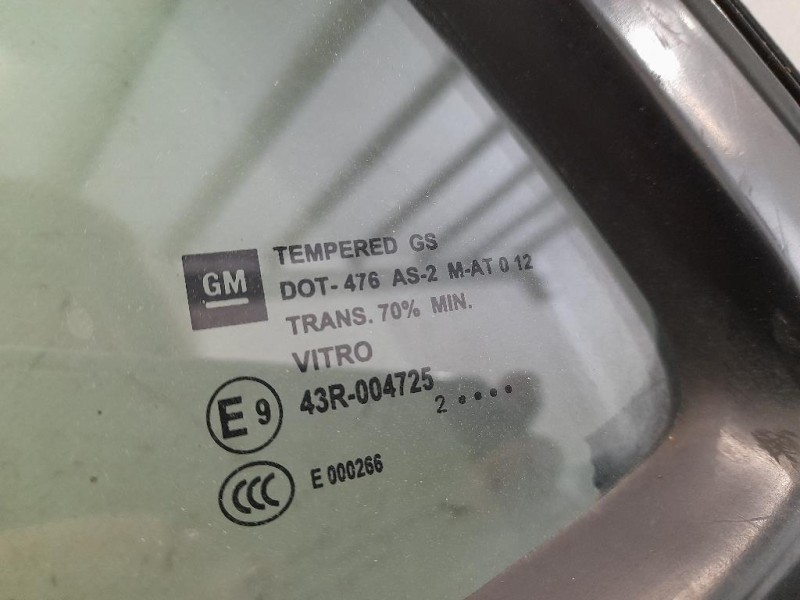 GM
TEMPERED GS
DOT-476 AS-2 M-AT 0 12
TRANS. 70% MIN.
VITRO
E9 43R-004725
2 ....
CCC E 000266